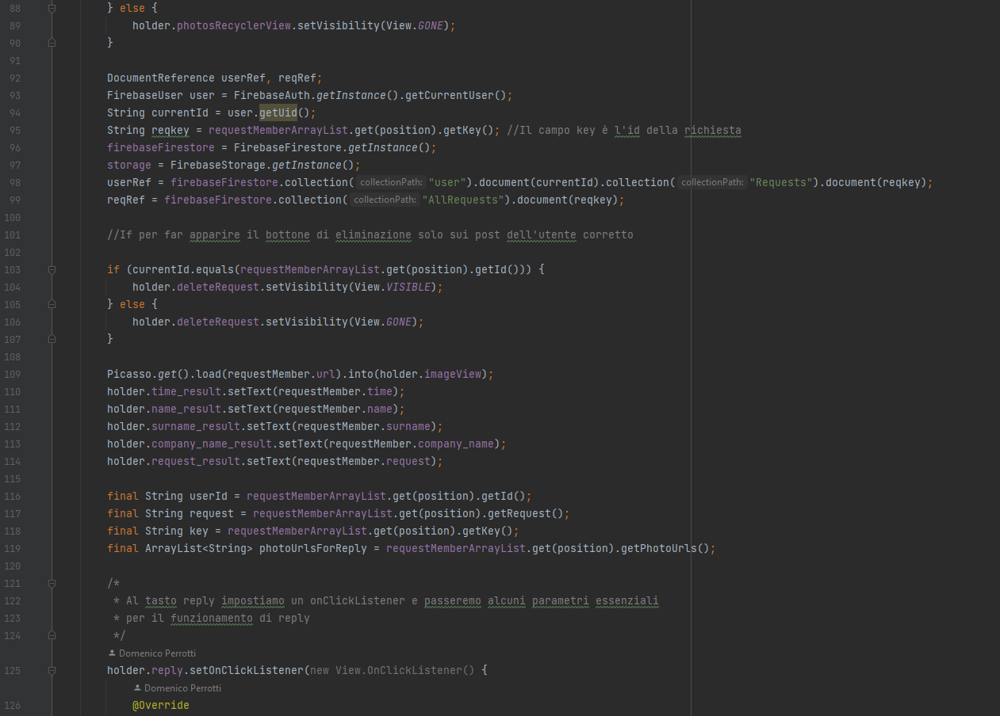 88 } else {
89 holder.photosRecyclerView.setVisibility(View.GONE);
90 }
91
92 DocumentReference userRef, reqRef;
93 FirebaseUser user = FirebaseAuth.getInstance().getCurrentUser();
94 String currentId = user.getUid();
95 String reqkey = requestMemberArrayList.get(position).getKey(); //Il campo key è l'id della richiesta
96 firebaseFirestore = FirebaseFirestore.getInstance();
97 storage = FirebaseStorage.getInstance();
98 userRef = firebaseFirestore.collection( collectionPath: "user").document(currentId).collection( collectionPath: "Requests").document(reqkey);
99 reqRef = firebaseFirestore.collection( collectionPath: "AllRequests").document(reqkey);
100
101 //If per far apparire il bottone di eliminazione solo sui post dell'utente corretto
102
103 if (currentId.equals(requestMemberArrayList.get(position).getId())) {
104 holder.deleteRequest.setVisibility(View.VISIBLE);
105 } else {
106 holder.deleteRequest.setVisibility(View.GONE);
107 }
108
109 Picasso.get().load(requestMember.url).into(holder.imageView);
110 holder.time_result.setText(requestMember.time);
111 holder.name_result.setText(requestMember.name);
112 holder.surname_result.setText(requestMember.surname);
113 holder.company_name_result.setText(requestMember.company_name);
114 holder.request_result.setText(requestMember.request);
115
116 final String userId = requestMemberArrayList.get(position).getId();
117 final String request = requestMemberArrayList.get(position).getRequest();
118 final String key = requestMemberArrayList.get(position).getKey();
119 final ArrayList<String> photoUrlsForReply = requestMemberArrayList.get(position).getPhotoUrls();
120
121 /*
122 * Al tasto reply impostiamo un onClickListener e passeremo alcuni parametri essenziali
123 * per il funzionamento di reply
124 */
Domenico Perrotti
125 holder.reply.setOnClickListener(new View.OnClickListener() {
Domenico Perrotti
126 @Override